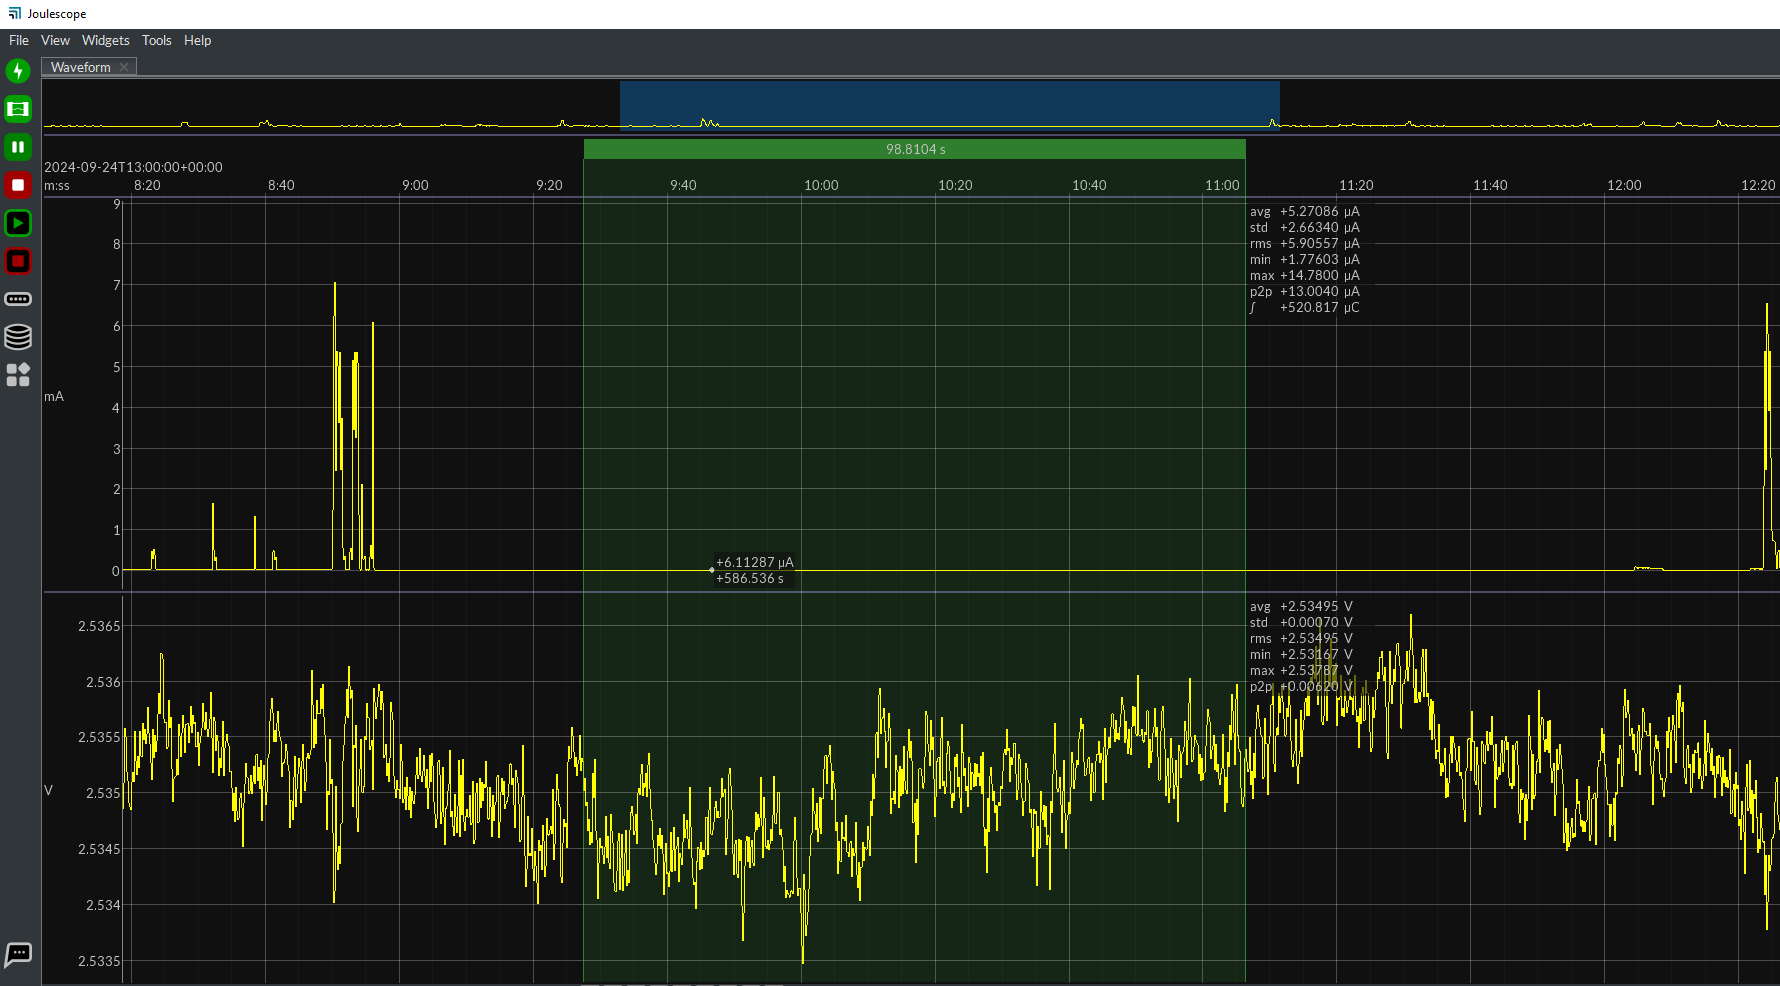 Joulescope
File View Widgets Tools Help
Waveform
98.8104 s
2024-09-24T13:00:00+00:00
m:ss 8:20 8:40 9:00 9:20 9:40 10:00 10:20 10:40 11:00 11:20 11:40 12:00 12:20
9
8
7
6
5
mA
4
3
2
1
0
avg +5.27086 µA
std +2.66340 µA
rms +5.90557 µA
min +1.77603 µA
max +14.7800 µA
p2p +13.0040 µA
∫ +520.817 µC
+6.11287 µA
+586.536 s
2.5365
2.536
2.5355
V
2.535
2.5345
2.534
2.5335
avg +2.53495 V
std +0.00070 V
rms +2.53495 V
min +2.53167 V
max +2.53787 V
p2p +0.00620 V